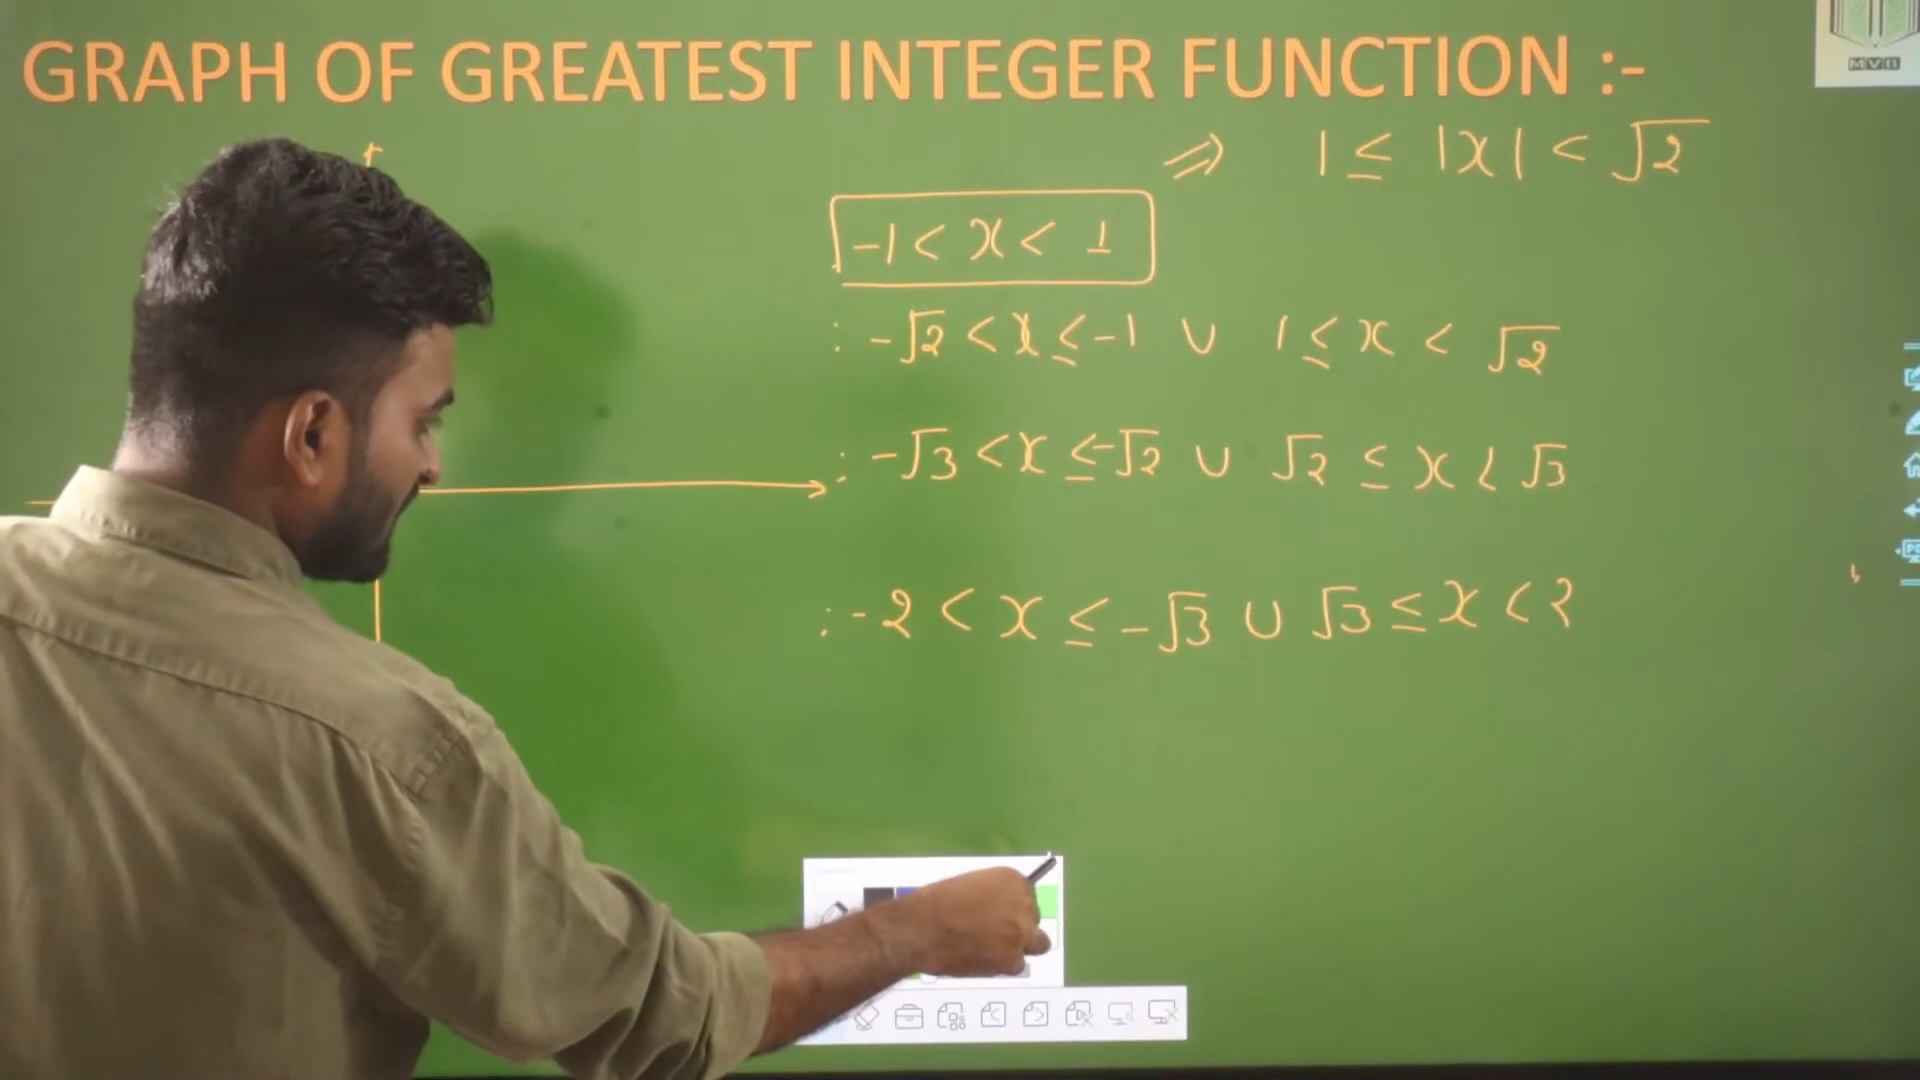 GRAPH OF GREATEST INTEGER FUNCTION :-
MVB
⇒ 1 ≤ |x| < √2
-1 < x < 1
: -√2 < x ≤ -1 ∪ 1 ≤ x < √2
: -√3 < x ≤ -√2 ∪ √2 ≤ x < √3
: -2 < x ≤ -√3 ∪ √3 ≤ x < 2